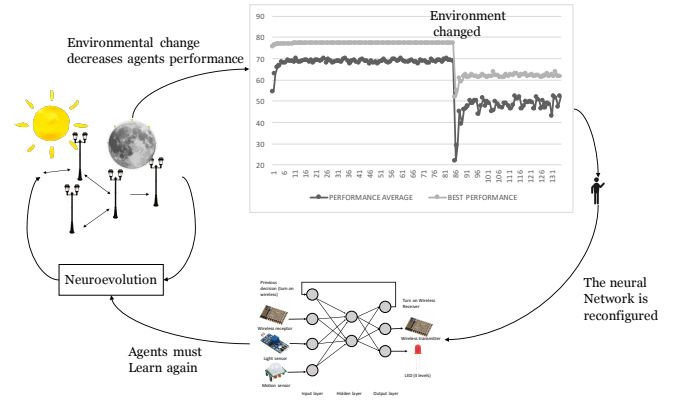 Environmental change
decreases agents performance
Environment
changed
90
80
70
60
50
40
30
20
1 6 11 16 21 26 31 36 41 46 51 56 61 66 71 76 81 86 91 96 101 106 111 116 121 126 131
PERFORMANCE AVERAGE BEST PERFORMANCE
Neuroevolution
The neural
Network is
reconfigured
Agents must
Learn again
Previous
decision (turn on
wireless)
Turn on Wireless
Receiver
Wireless receptor
Wireless transmitter
Light sensor
LED (3 levels)
Motion sensor
Input layer Hidden layer Output layer